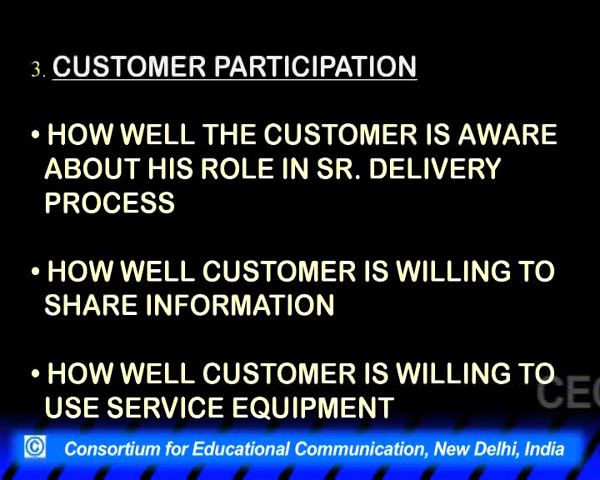 3. CUSTOMER PARTICIPATION
• HOW WELL THE CUSTOMER IS AWARE
ABOUT HIS ROLE IN SR. DELIVERY
PROCESS
• HOW WELL CUSTOMER IS WILLING TO
SHARE INFORMATION
• HOW WELL CUSTOMER IS WILLING TO
USE SERVICE EQUIPMENT
CEC
© Consortium for Educational Communication, New Delhi, India